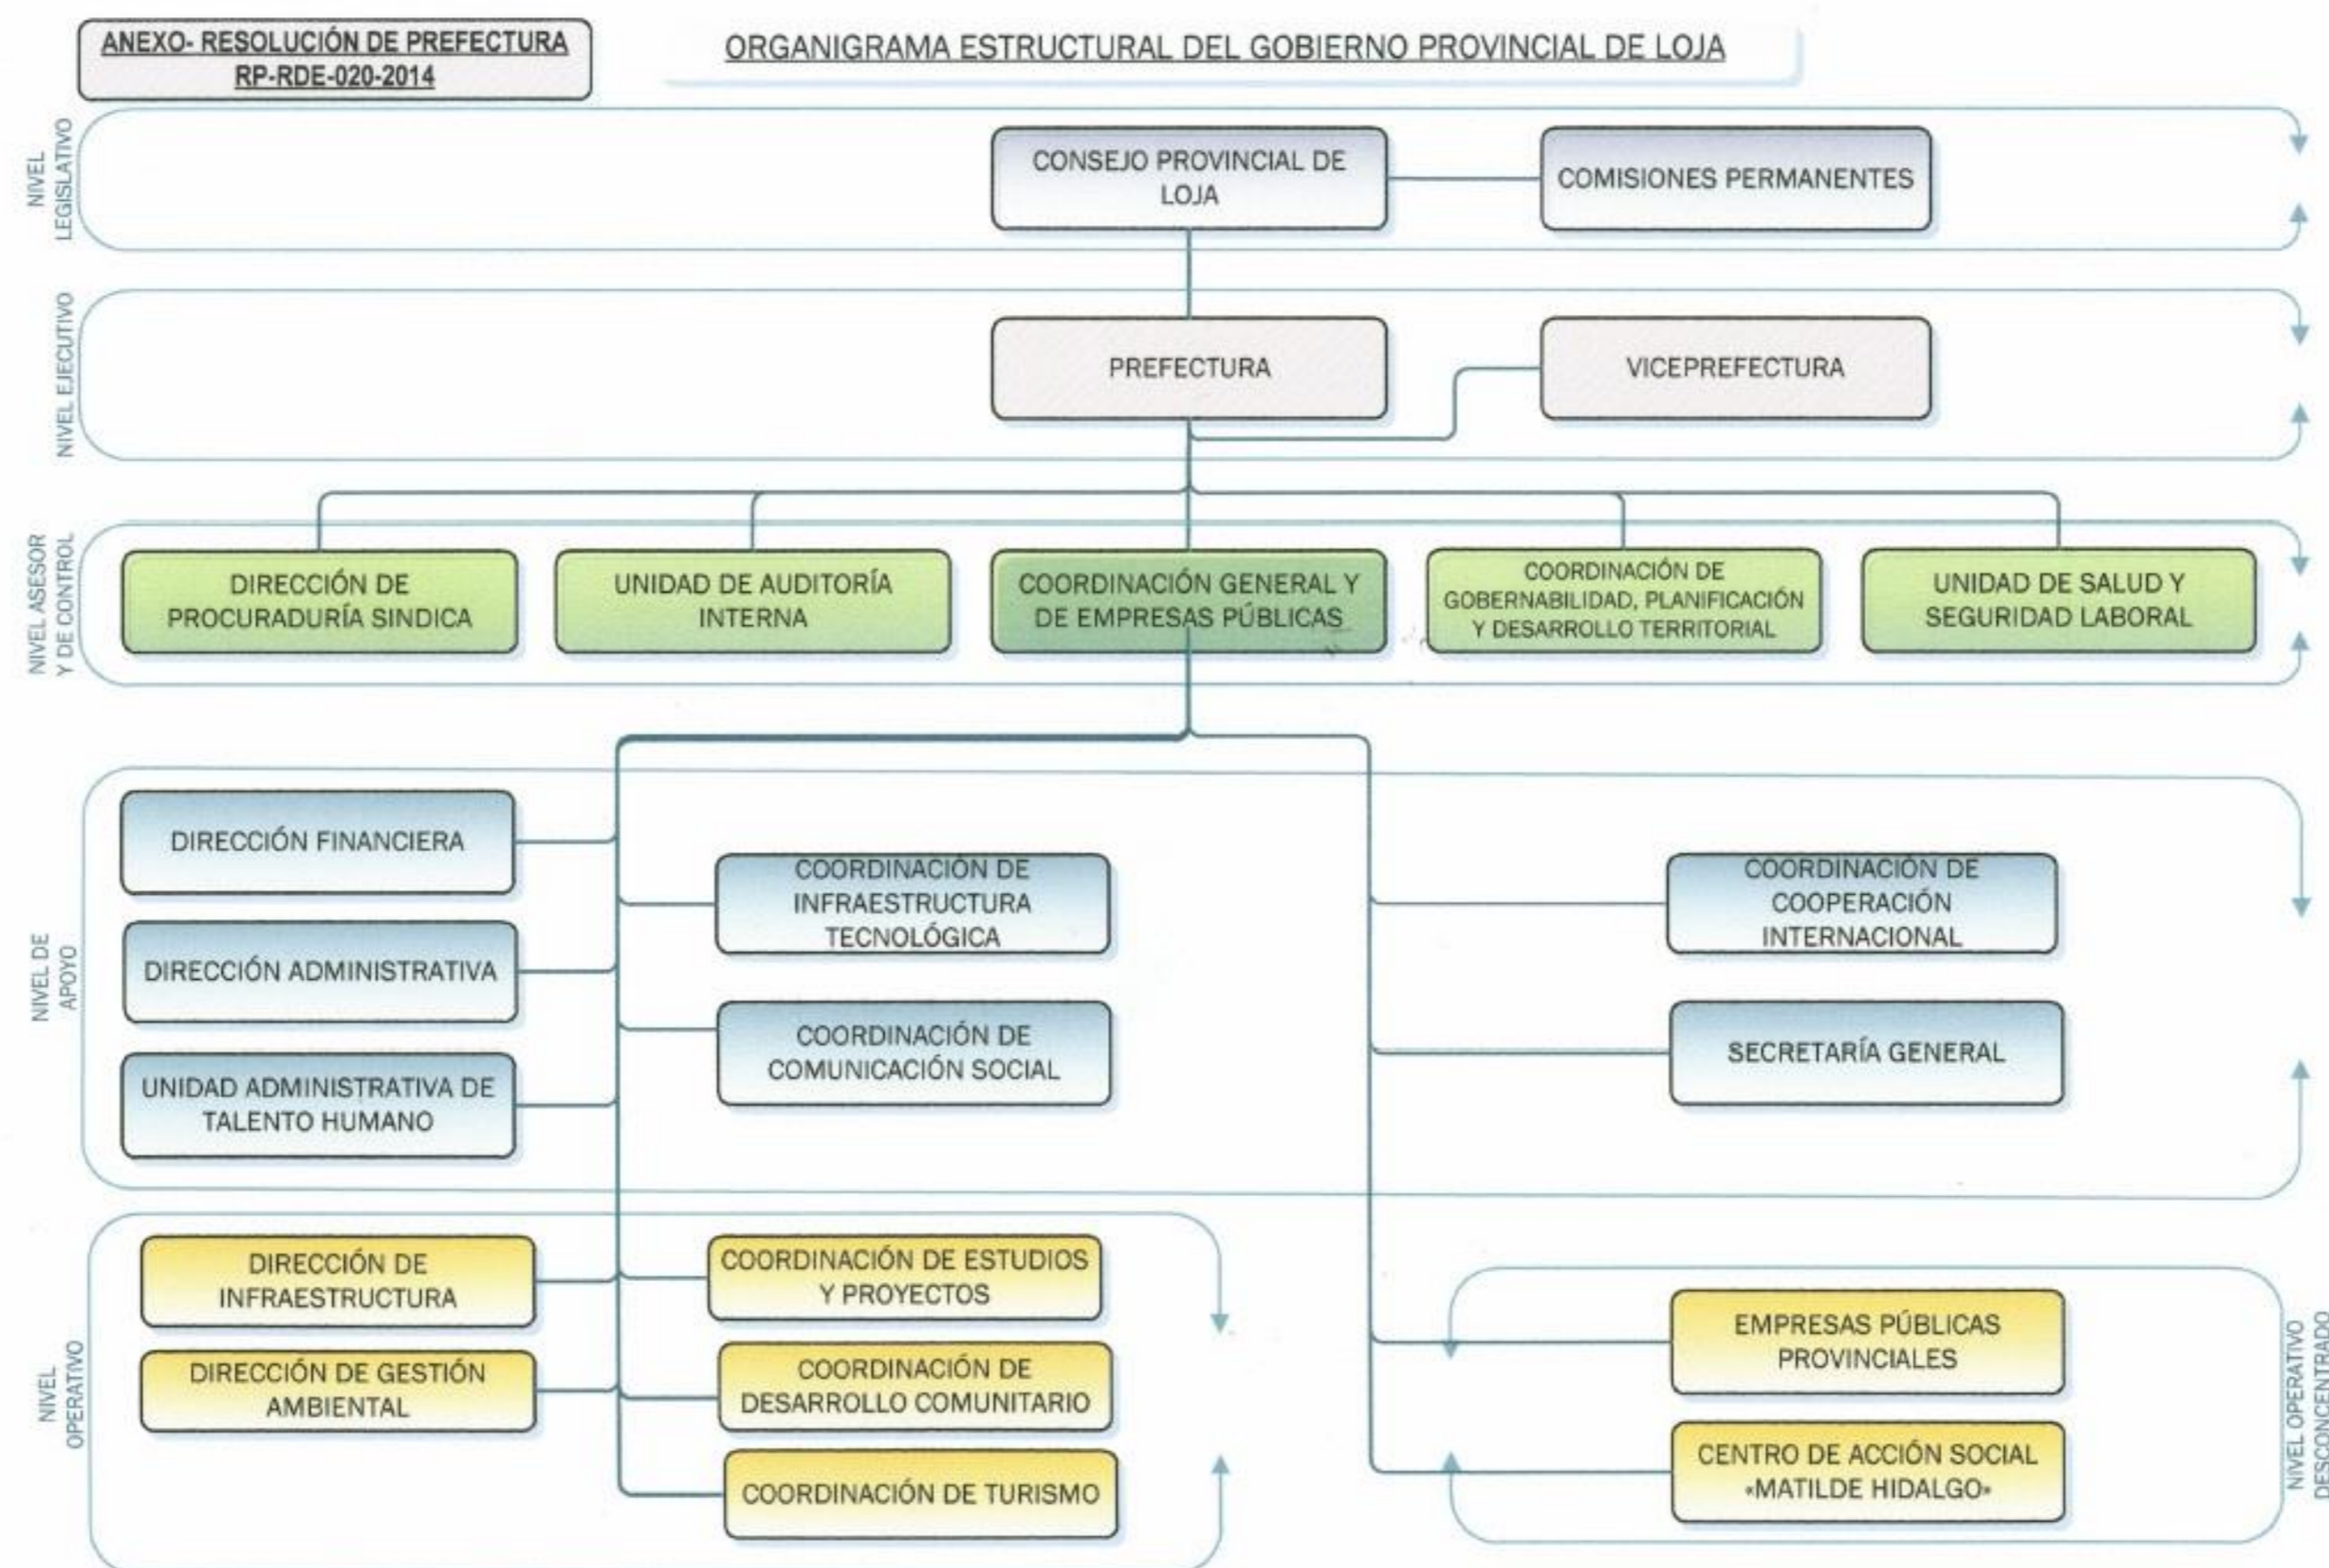 ANEXO- RESOLUCIÓN DE PREFECTURA
RP-RDE-020-2014
ORGANIGRAMA ESTRUCTURAL DEL GOBIERNO PROVINCIAL DE LOJA
NIVEL
LEGISLATIVO
CONSEJO PROVINCIAL DE
LOJA
COMISIONES PERMANENTES
NIVEL EJECUTIVO
PREFECTURA
VICEPREFECTURA
NIVEL ASESOR
Y DE CONTROL
DIRECCIÓN DE
PROCURADURÍA SINDICA
UNIDAD DE AUDITORÍA
INTERNA
COORDINACIÓN GENERAL Y
DE EMPRESAS PÚBLICAS
COORDINACIÓN DE
GOBERNABILIDAD, PLANIFICACIÓN
Y DESARROLLO TERRITORIAL
UNIDAD DE SALUD Y
SEGURIDAD LABORAL
NIVEL DE
APOYO
DIRECCIÓN FINANCIERA
DIRECCIÓN ADMINISTRATIVA
UNIDAD ADMINISTRATIVA DE
TALENTO HUMANO
COORDINACIÓN DE
INFRAESTRUCTURA
TECNOLÓGICA
COORDINACIÓN DE
COMUNICACIÓN SOCIAL
COORDINACIÓN DE
COOPERACIÓN
INTERNACIONAL
SECRETARÍA GENERAL
NIVEL
OPERATIVO
DIRECCIÓN DE
INFRAESTRUCTURA
DIRECCIÓN DE GESTIÓN
AMBIENTAL
COORDINACIÓN DE ESTUDIOS
Y PROYECTOS
COORDINACIÓN DE
DESARROLLO COMUNITARIO
COORDINACIÓN DE TURISMO
EMPRESAS PÚBLICAS
PROVINCIALES
CENTRO DE ACCIÓN SOCIAL
«MATILDE HIDALGO»
NIVEL OPERATIVO
DESCONCENTRADO